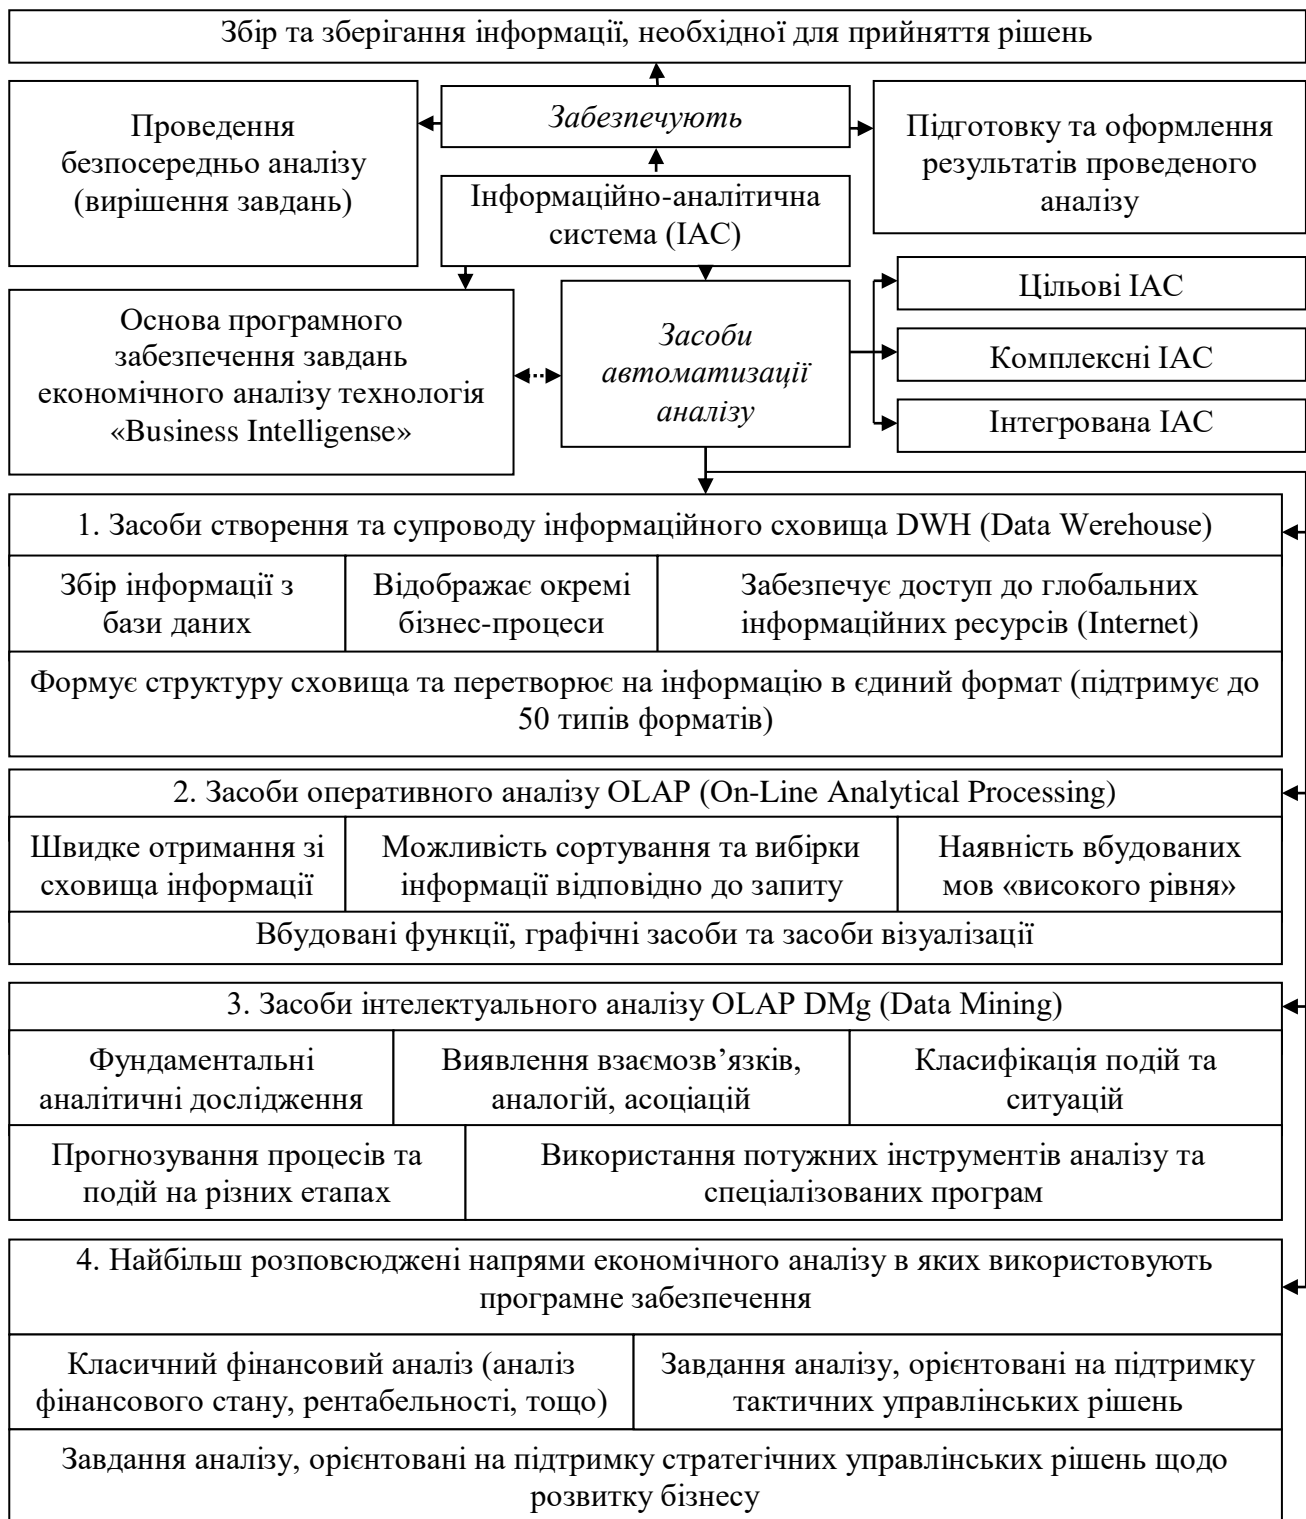 Збір та зберігання інформації, необхідної для прийняття рішень
Проведення
безпосередньо аналізу
(вирішення завдань)
Забезпечують
Підготовку та оформлення
результатів проведеного
аналізу
Інформаційно-аналітична
система (ІАС)
Основа програмного
забезпечення завдань
економічного аналізу технологія
«Business Intelligense»
Засоби
автоматизації
аналізу
Цільові ІАС
Комплексні ІАС
Інтегрована ІАС
1. Засоби створення та супроводу інформаційного сховища DWH (Data Werehouse)
Збір інформації з
бази даних
Відображає окремі
бізнес-процеси
Забезпечує доступ до глобальних
інформаційних ресурсів (Internet)
Формує структуру сховища та перетворює на інформацію в єдиний формат (підтримує до
50 типів форматів)
2. Засоби оперативного аналізу OLAP (On-Line Analytical Processing)
Швидке отримання зі
сховища інформації
Можливість сортування та вибірки
інформації відповідно до запиту
Наявність вбудованих
мов «високого рівня»
Вбудовані функції, графічні засоби та засоби візуалізації
3. Засоби інтелектуального аналізу OLAP DMg (Data Mining)
Фундаментальні
аналітичні дослідження
Виявлення взаємозв’язків,
аналогій, асоціацій
Класифікація подій та
ситуацій
Прогнозування процесів та
подій на різних етапах
Використання потужних інструментів аналізу та
спеціалізованих програм
4. Найбільш розповсюджені напрями економічного аналізу в яких використовують
програмне забезпечення
Класичний фінансовий аналіз (аналіз
фінансового стану, рентабельності, тощо)
Завдання аналізу, орієнтовані на підтримку
тактичних управлінських рішень
Завдання аналізу, орієнтовані на підтримку стратегічних управлінських рішень щодо
розвитку бізнесу